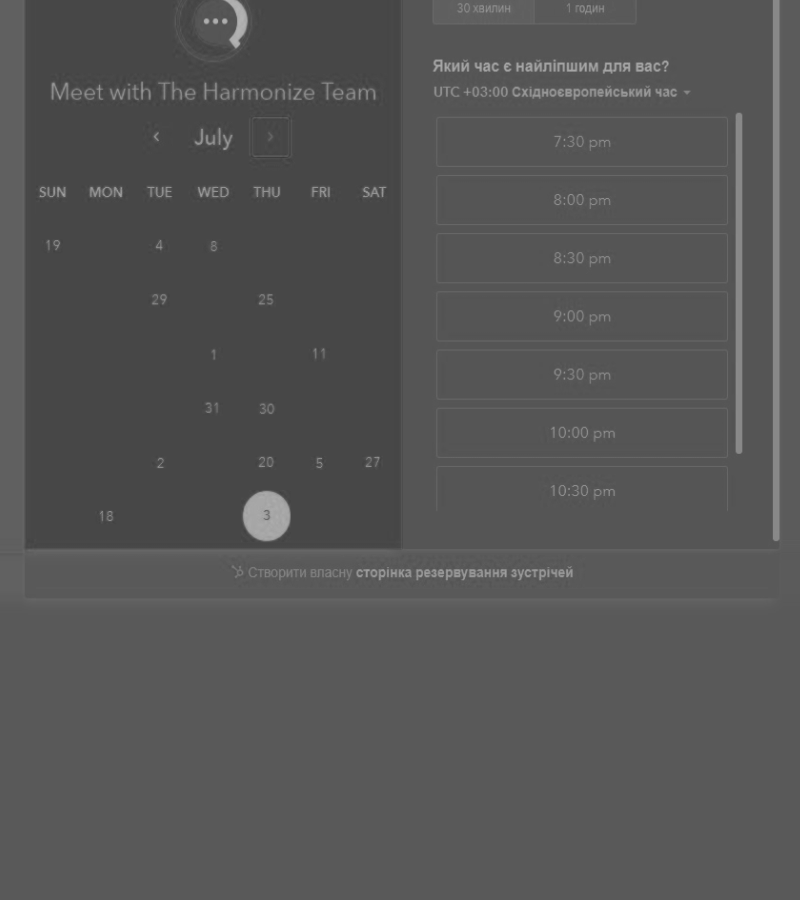 30 хвилин 1 годин
Який час є найліпшим для вас?
UTC +03:00 Східноєвропейський час
Meet with The Harmonize Team
‹ July ›
SUN MON TUE WED THU FRI SAT
19 4 8
29 25
1 11
31 30
2 20 5 27
18 3
7:30 pm
8:00 pm
8:30 pm
9:00 pm
9:30 pm
10:00 pm
10:30 pm
Створити власну сторінка резервування зустрічей